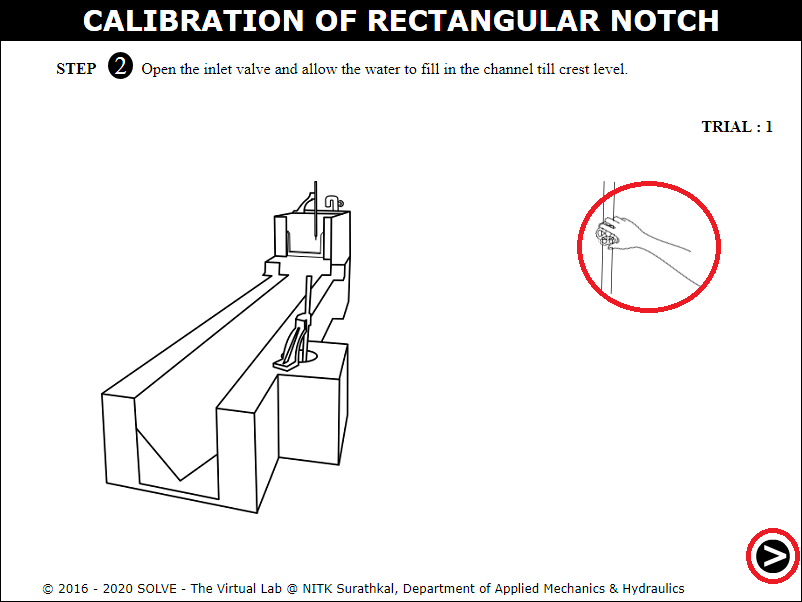 CALIBRATION OF RECTANGULAR NOTCH
STEP 2 Open the inlet valve and allow the water to fill in the channel till crest level.
TRIAL : 1
>
© 2016 - 2020 SOLVE - The Virtual Lab @ NITK Surathkal, Department of Applied Mechanics & Hydraulics